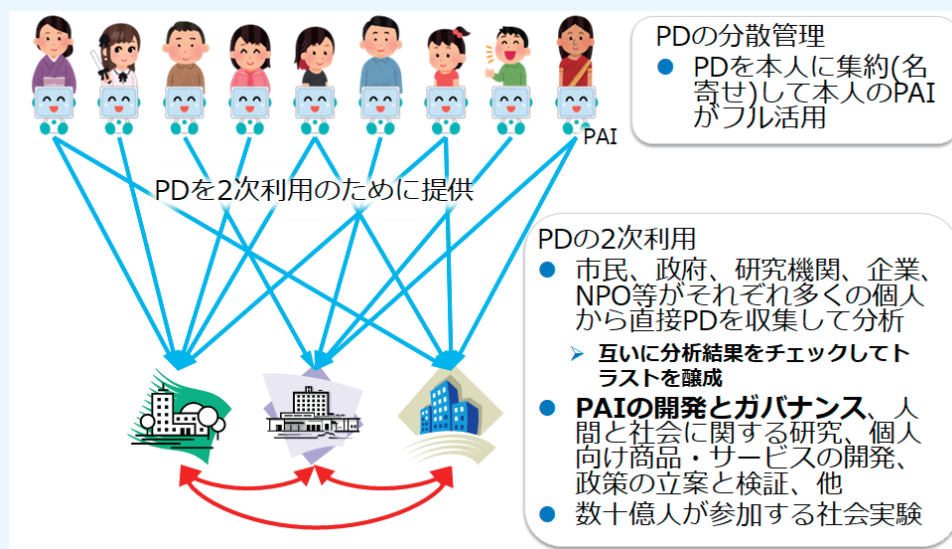 PDの分散管理
● PDを本人に集約(名
寄せ)して本人のPAI
がフル活用
PAI
PDを2次利用のために提供
PDの2次利用
● 市民、政府、研究機関、企業、
NPO等がそれぞれ多くの個人
から直接PDを収集して分析
➢ 互いに分析結果をチェックしてト
ラストを醸成
● PAIの開発とガバナンス、人
間と社会に関する研究、個人
向け商品・サービスの開発、
政策の立案と検証、他
● 数十億人が参加する社会実験